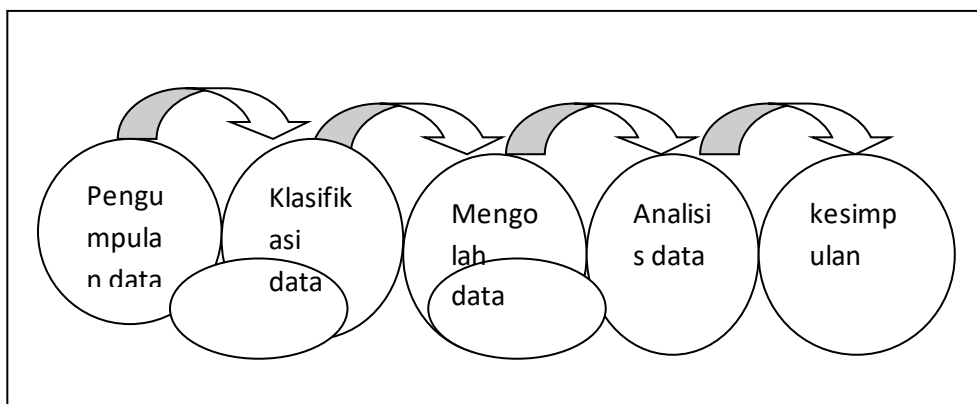 Pengu
mpula
n data
Klasifik
asi
data
Mengo
lah
data
Analisi
s data
kesimp
ulan